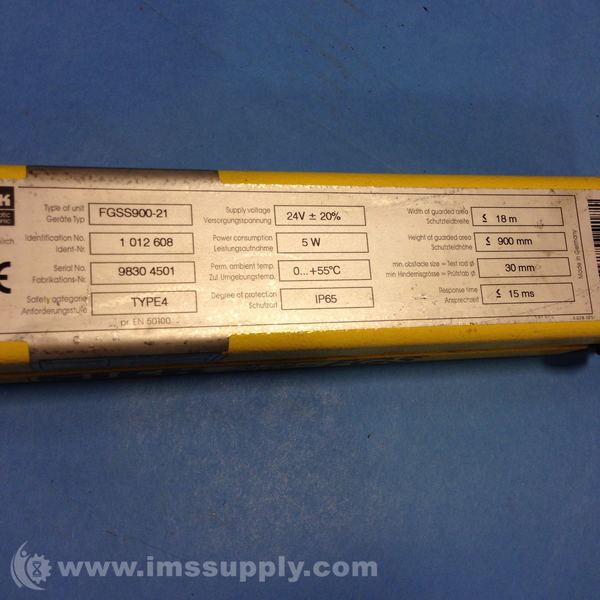 K
Type of unit
Geräte Typ
FGSS900-21
Identification No.
Ident-Nr.
1 012 608
Serial No.
Fabrikations-Nr.
9830 4501
Safety categorie
Anforderungsstufe
TYPE4
pr EN 50100
Supply voltage
Versorgungsspannung
24V ± 20%
Power consumption
Leistungsaufnahme
5 W
Perm. ambient temp.
Zul Umgebungstemp.
0...+55°C
Degree of protection
Schutzart
IP65
Width of guarded area
Schutzfeldbreite
≤ 18 m
Height of guarded area
Schutzfeldhöhe
≤ 900 mm
min. obstacle size = Test rod ø
min Hindernisgrösse = Prüfstab ø
30 mm
Response time
Ansprechzeit
≤ 15 ms
Made in Germany
www.imssupply.com